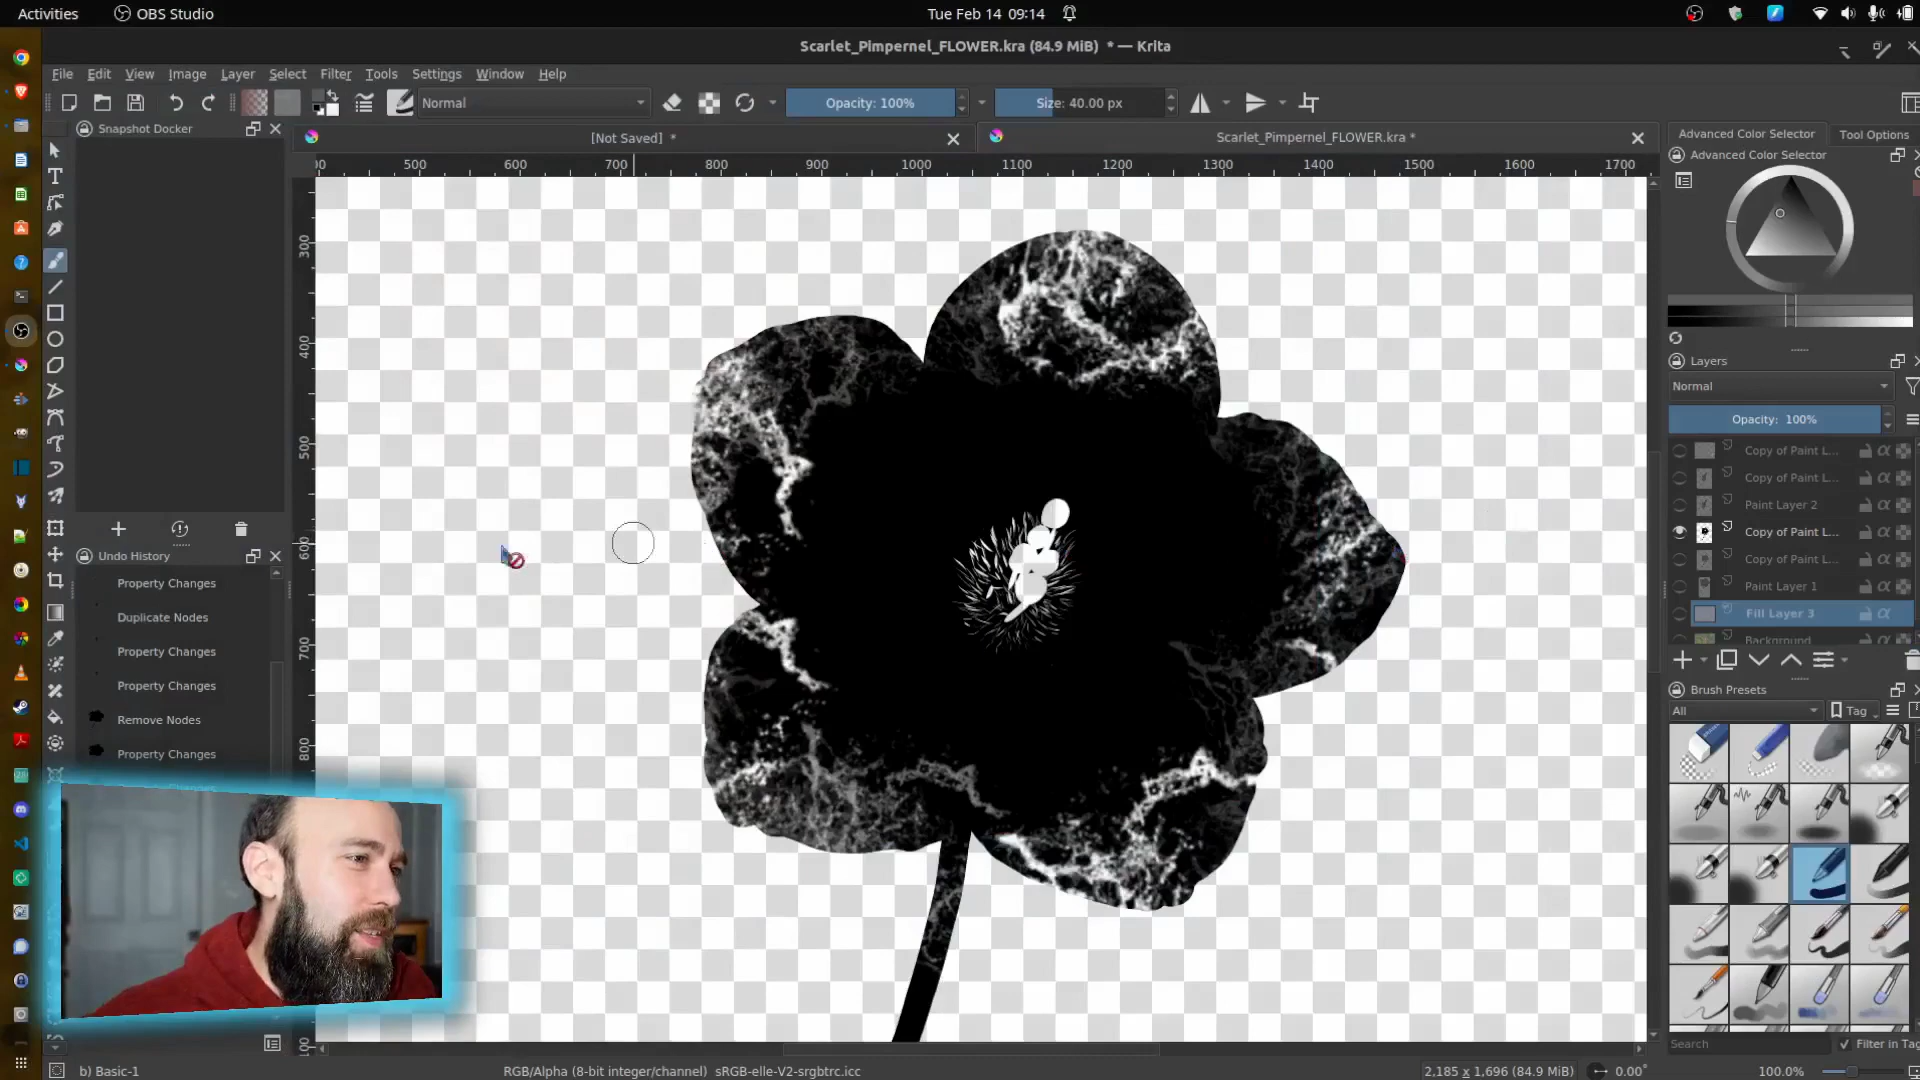 Activities
OBS Studio
Tue Feb 14 09:14
Scarlet_Pimpernel_FLOWER.kra (84.9 MiB) * — Krita
File Edit View Image Layer Select Filter Tools Settings Window Help
Normal
Opacity: 100%
Size: 40.00 px
Snapshot Docker
[Not Saved] *
Scarlet_Pimpernel_FLOWER.kra *
Advanced Color Selector
Tool Options
Advanced Color Selector
00 500 600 700 800 900 1000 1100 1200 1300 1400 1500 1600 1700
300
400
500
600
700
800
Layers
Normal
Opacity: 100%
Copy of Paint L...
Copy of Paint L...
Paint Layer 2
Copy of Paint L...
Copy of Paint L...
Paint Layer 1
Fill Layer 3
Background
Undo History
Property Changes
Duplicate Nodes
Property Changes
Property Changes
Remove Nodes
Property Changes
Brush Presets
All
Tag
Search
Filter in Tag
b) Basic-1
RGB/Alpha (8-bit integer/channel) sRGB-elle-V2-srgbtrc.icc
2,185 x 1,696 (84.9 MiB)
0.00°
100.0%